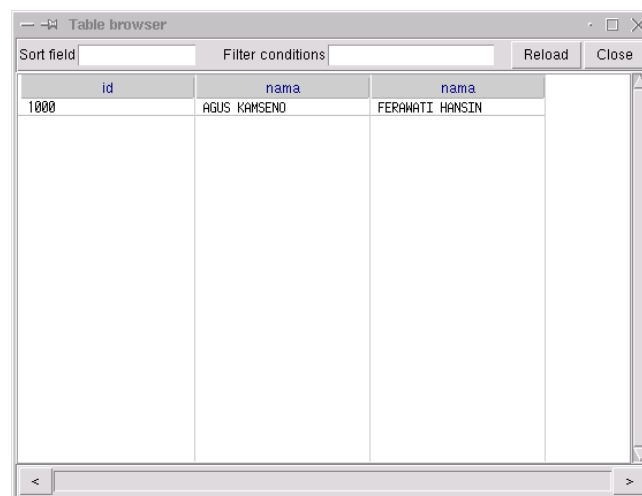 Table browser
Sort field Filter conditions Reload Close
id nama nama
1000 AGUS KAMSENO FERAWATI HANSIN
< >